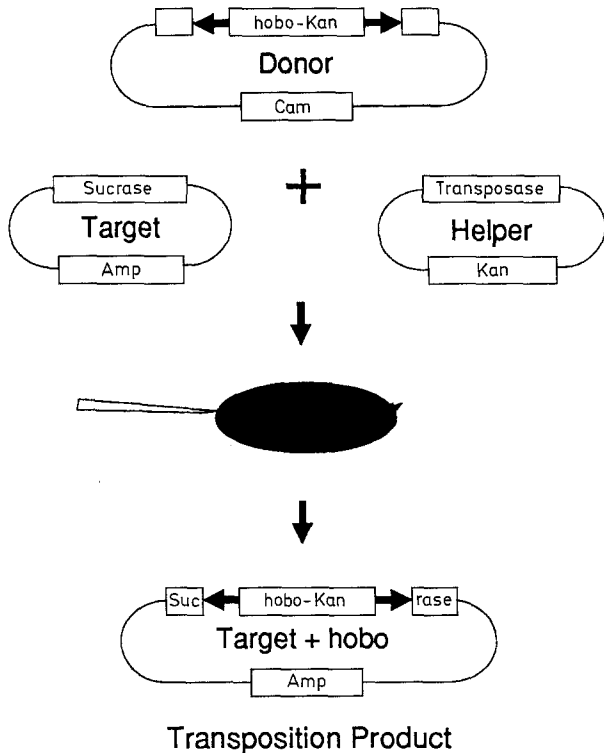 hobo-Kan
Donor
Cam
Sucrase
Target
Amp
Transposase
Helper
Kan
Suc
hobo-Kan
rase
Target + hobo
Amp
Transposition Product